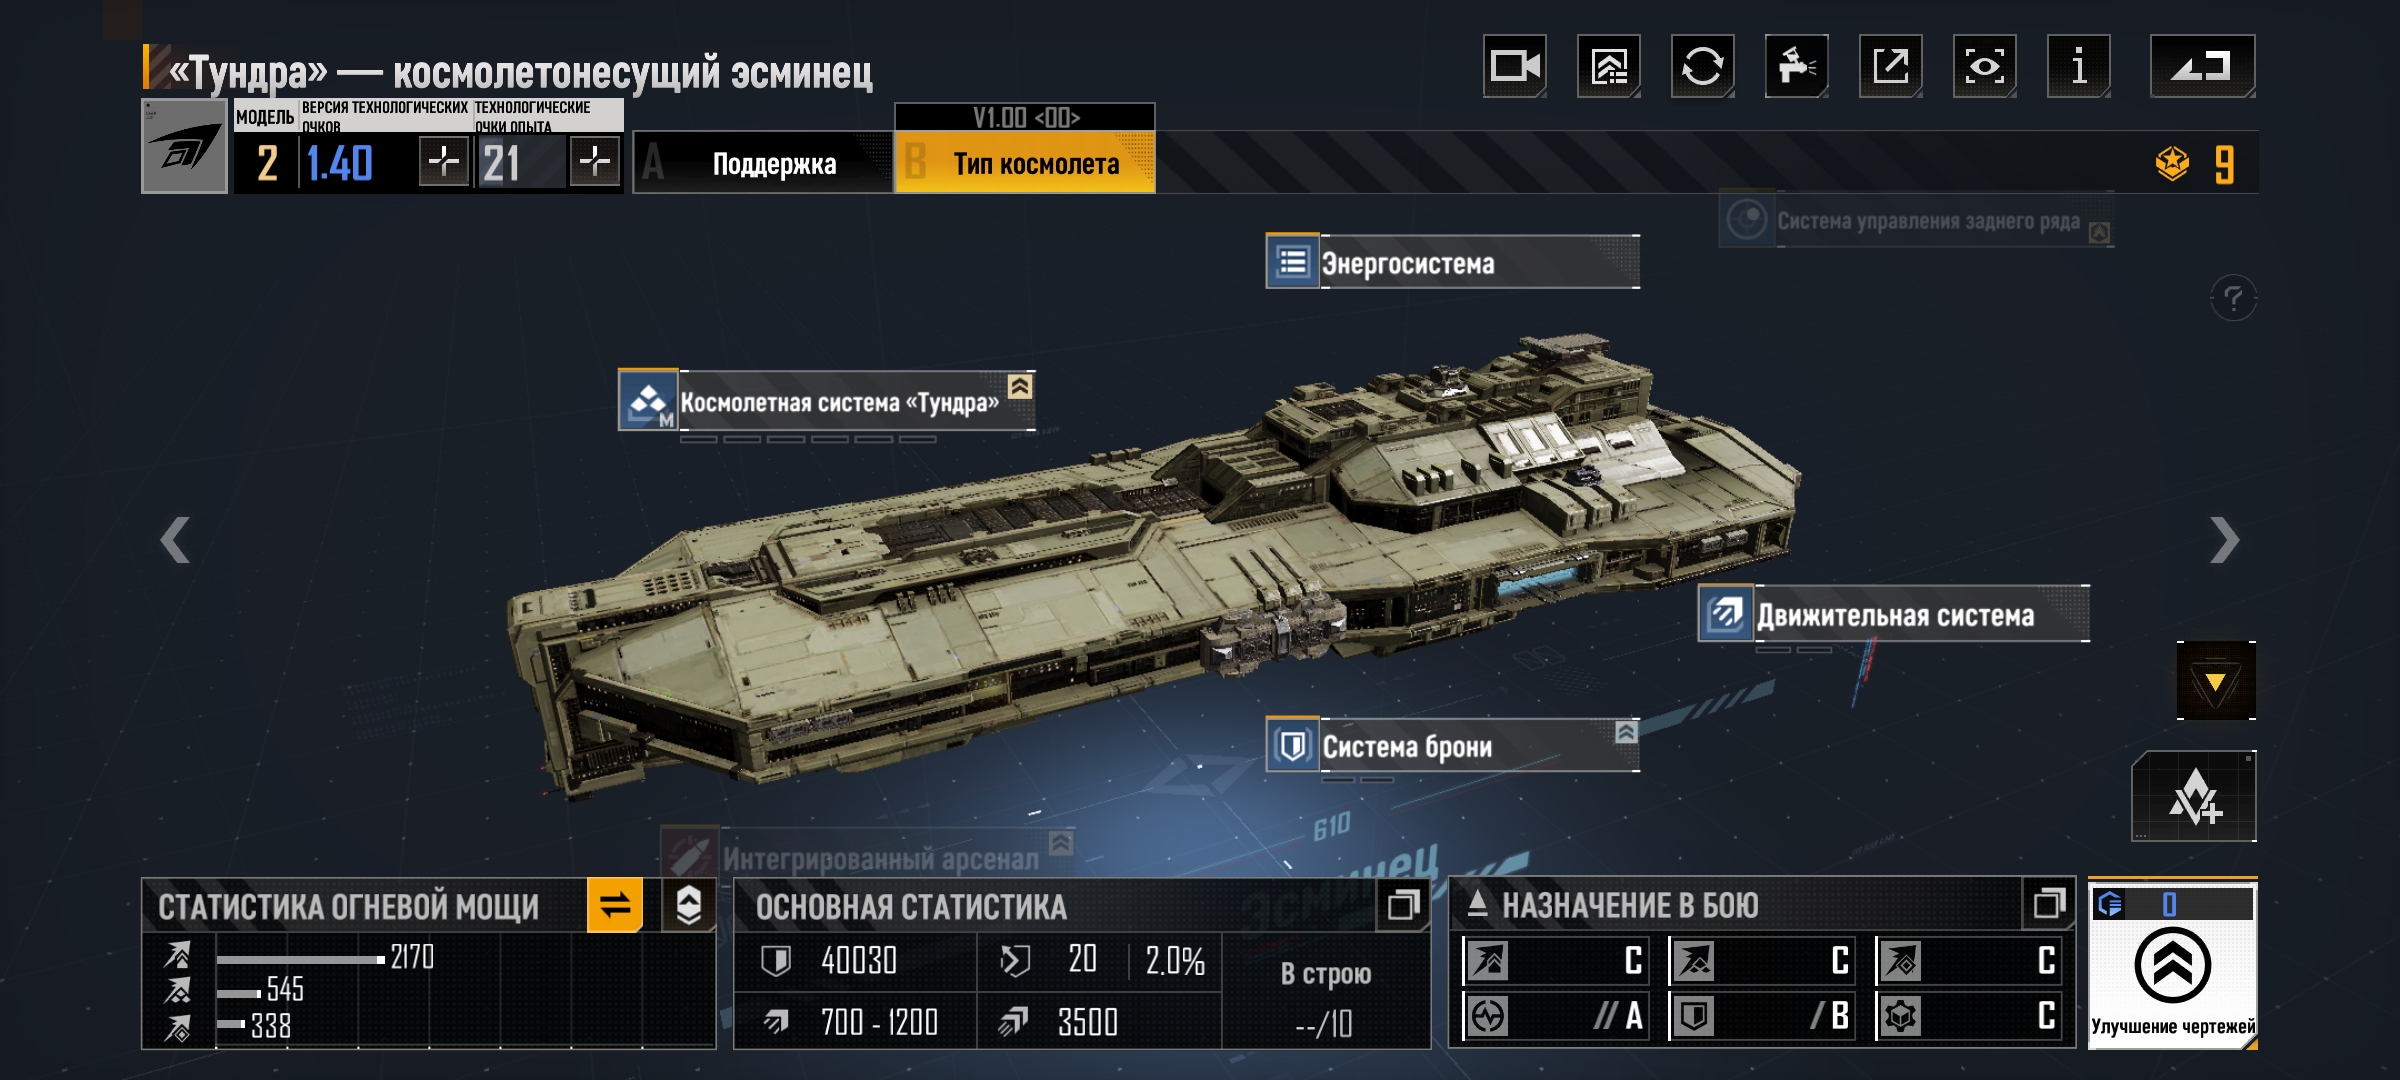 «Тундра» — космолетонесущий эсминец
МОДЕЛЬ
ВЕРСИЯ ТЕХНОЛОГИЧЕСКИХ ОЧКОВ
ТЕХНОЛОГИЧЕСКИЕ ОЧКИ ОПЫТА
2
1.40
21
A Поддержка
V1.00 <00>
B Тип космолета
9
Система управления заднего ряда
Энергосистема
Космолетная система «Тундра»
M
Движительная система
Система брони
610
Эсминец
Интегрированный арсенал
СТАТИСТИКА ОГНЕВОЙ МОЩИ
2170
545
338
ОСНОВНАЯ СТАТИСТИКА
40030
20
2.0%
700 - 1200
3500
В строю
--/10
НАЗНАЧЕНИЕ В БОЮ
C
C
C
// A
/ B
C
0
Улучшение чертежей